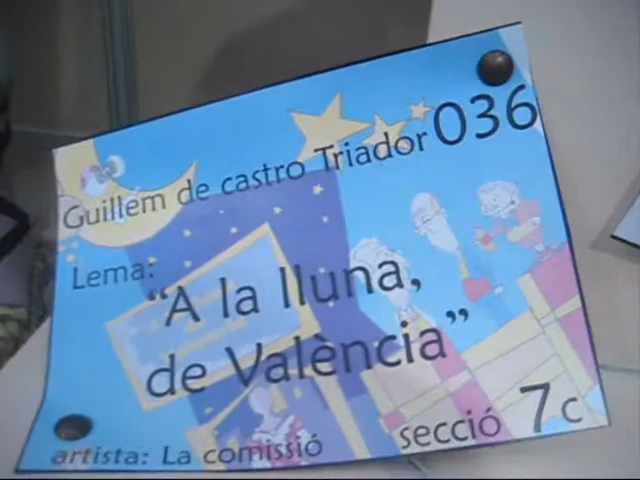 Guillem de castro Triador 036
Lema:
"A la lluna,
de València"
artista: La comissió
secció 7c